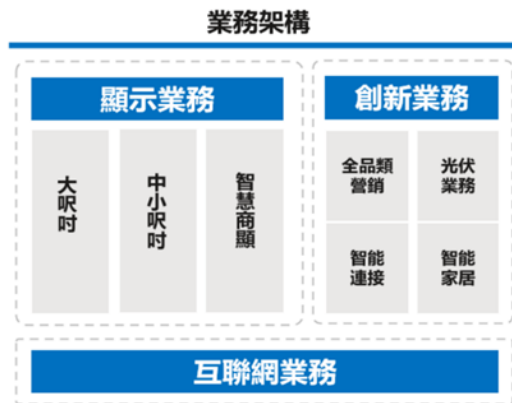 業務架構
顯示業務
大呎吋
中小呎吋
智慧商顯
創新業務
全品類
營銷
光伏
業務
智能
連接
智能
家居
互聯網業務